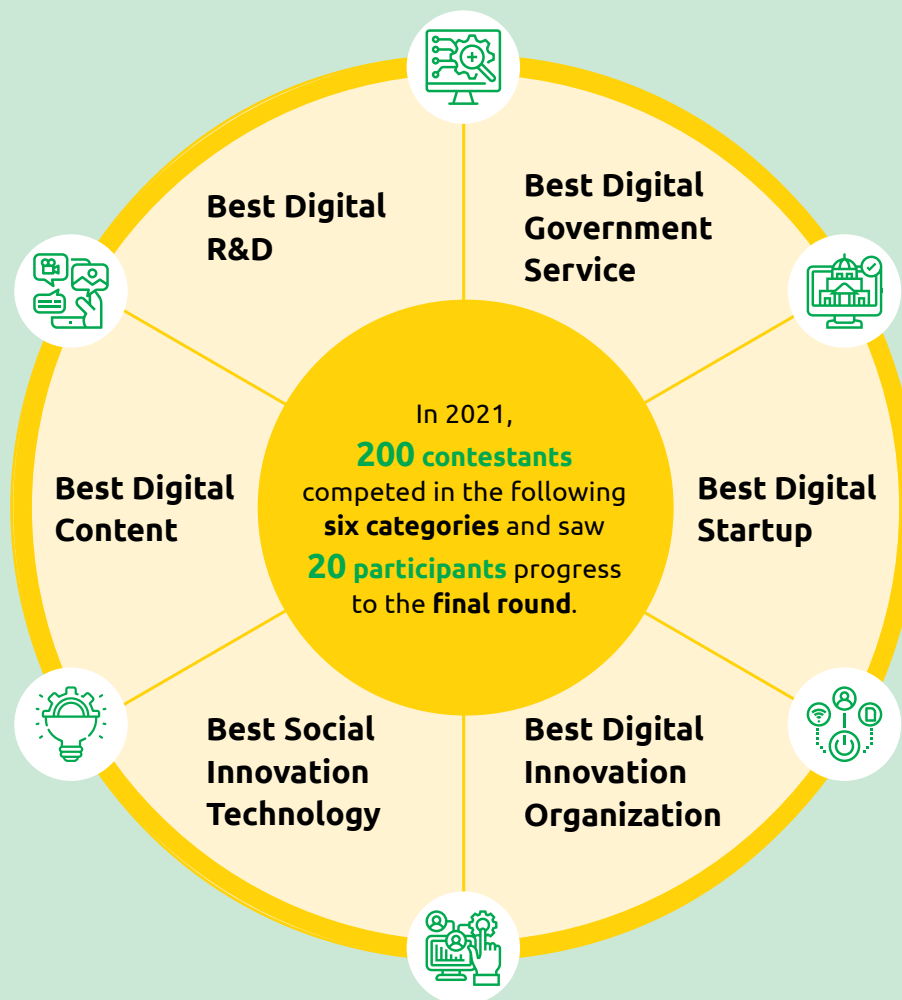 Best Digital
R&D
Best Digital
Government
Service
In 2021,
200 contestants
competed in the following
six categories and saw
20 participants progress
to the final round.
Best Digital
Content
Best Digital
Startup
Best Social
Innovation
Technology
Best Digital
Innovation
Organization